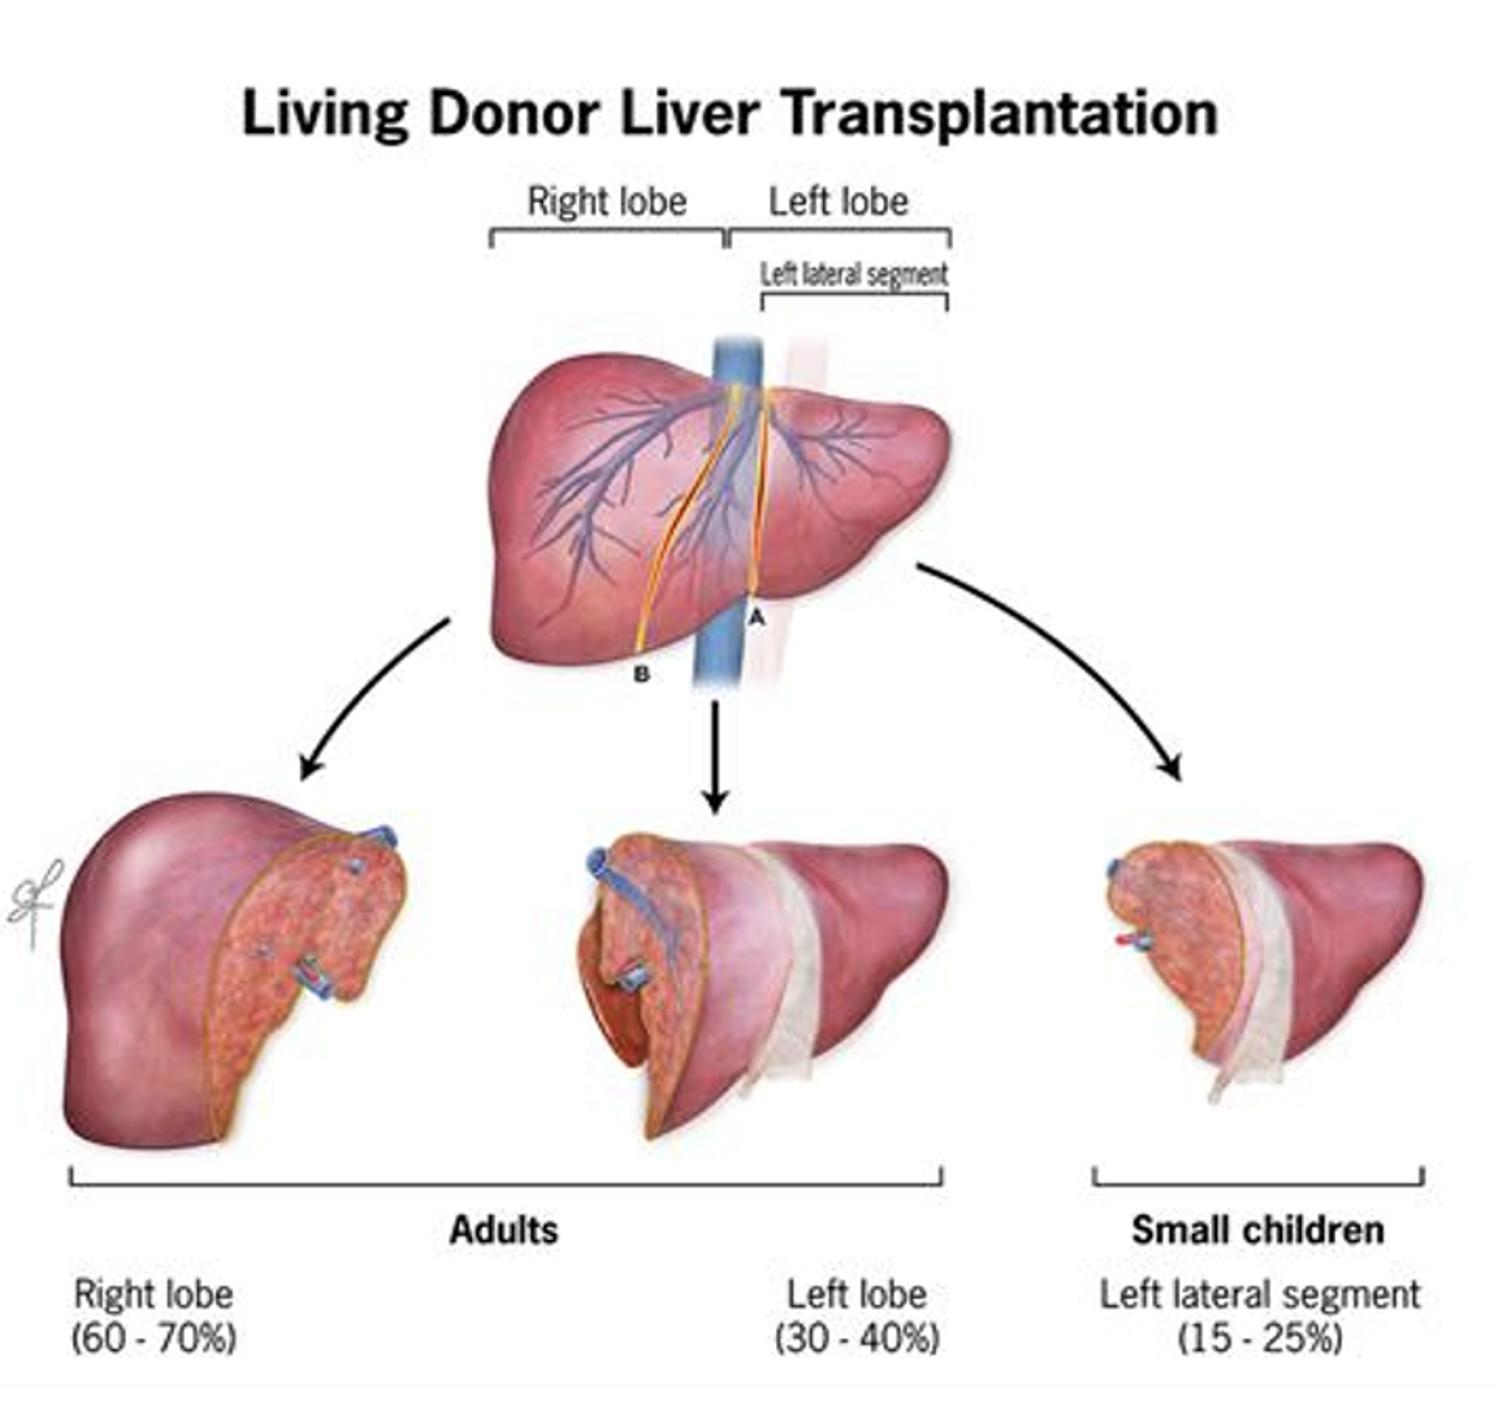 Living Donor Liver Transplantation
Right lobe
Left lobe
Left lateral segment
A
B
Adults
Small children
Right lobe
(60 - 70%)
Left lobe
(30 - 40%)
Left lateral segment
(15 - 25%)